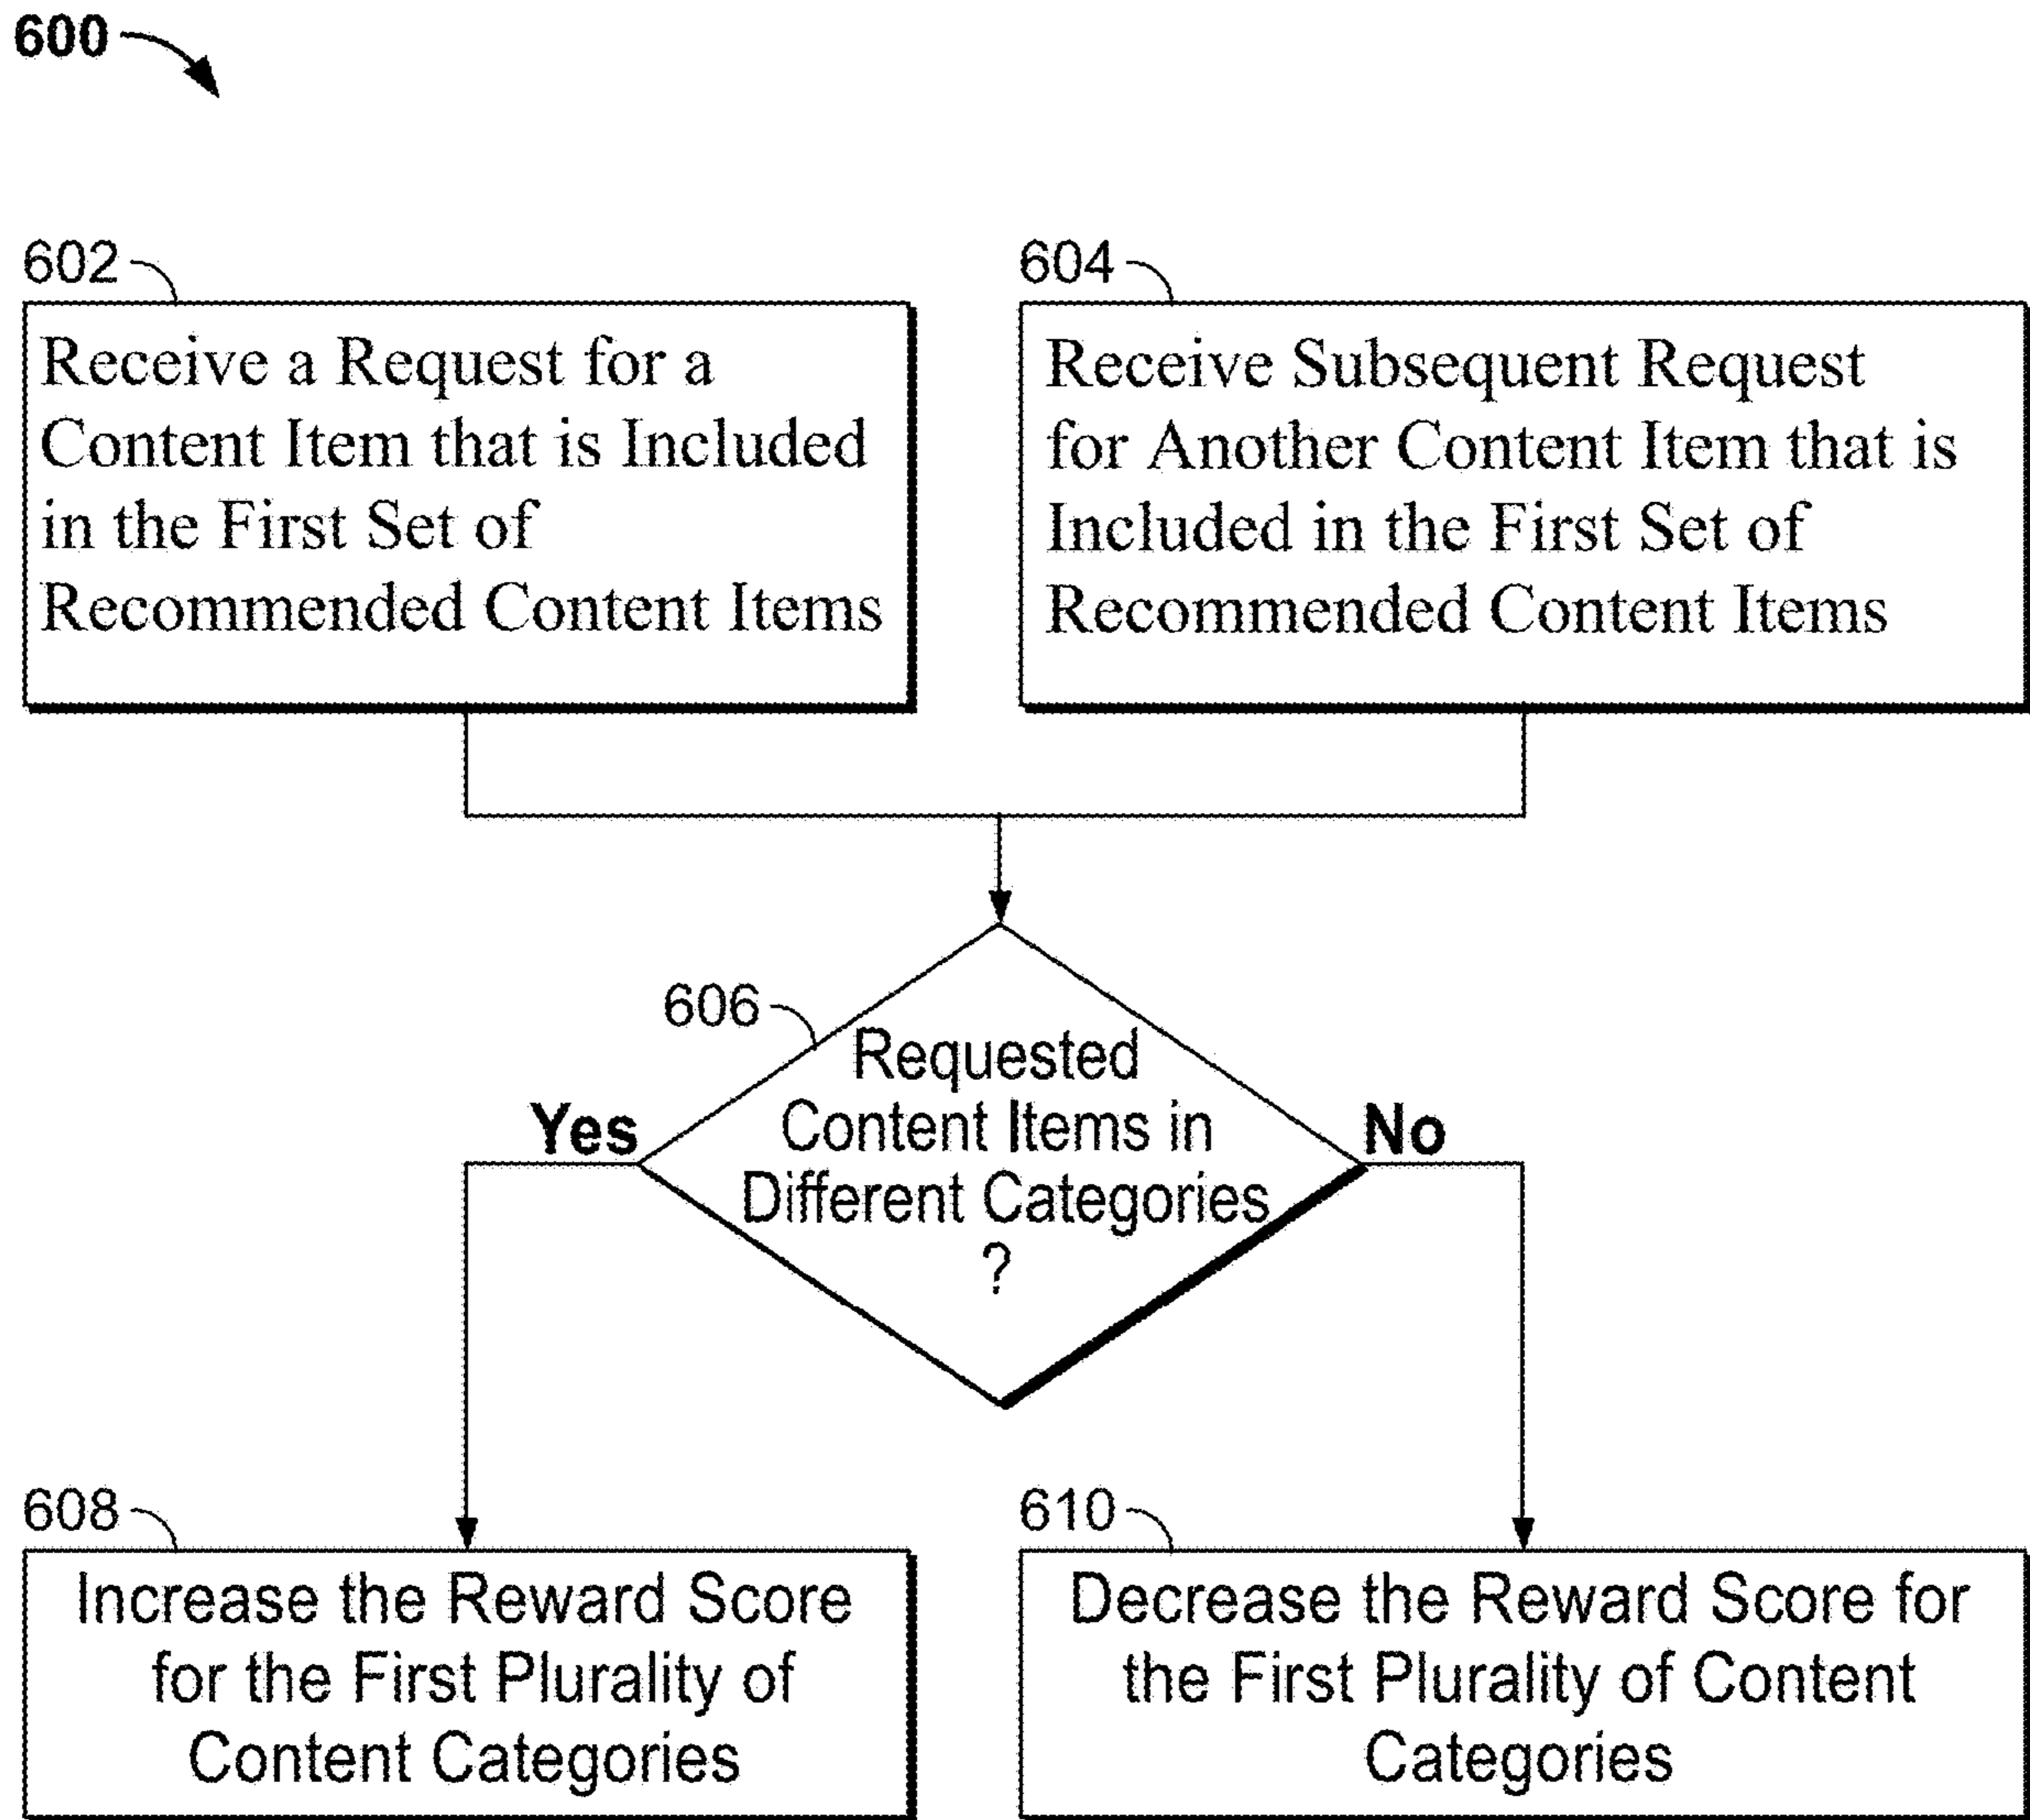 600
602
Receive a Request for a
Content Item that is Included
in the First Set of
Recommended Content Items
604
Receive Subsequent Request
for Another Content Item that is
Included in the First Set of
Recommended Content Items
606
Requested
Content Items in
Different Categories
?
Yes
No
608
Increase the Reward Score
for the First Plurality of
Content Categories
610
Decrease the Reward Score for
the First Plurality of Content
Categories